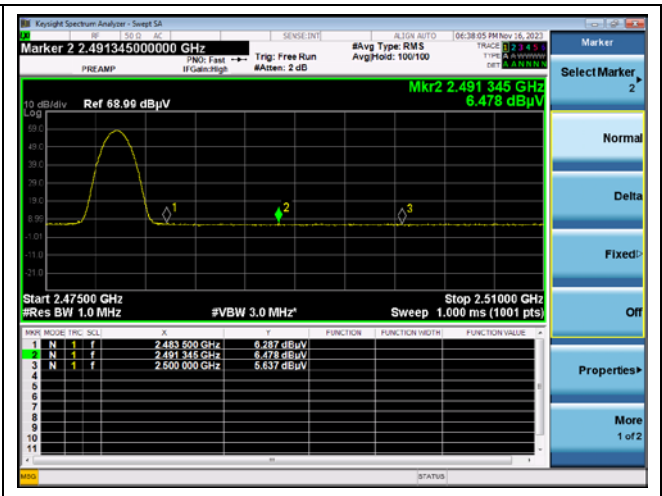 Keysight Spectrum Analyzer - Swept SA
RF 50 Ω AC SENSE:INT ALIGN AUTO 06:38:05 PM Nov 16, 2023
Marker 2 2.491345000000 GHz
PREAMP
PNO: Fast
IFGain:High
Trig: Free Run
#Atten: 2 dB
#Avg Type: RMS
Avg|Hold: 100/100
TRACE 1 2 3 4 5 6
TYPE
DET A A N N N N
Mkr2 2.491 345 GHz
6.478 dBµV
10 dB/div Ref 68.99 dBµV
Log
59.0
49.0
39.0
29.0
19.0
8.99
-1.01
-11.0
-21.0
1
2
3
Start 2.47500 GHz Stop 2.51000 GHz
#Res BW 1.0 MHz #VBW 3.0 MHz* Sweep 1.000 ms (1001 pts)
MKR MODE TRC SCL X Y FUNCTION FUNCTION WIDTH FUNCTION VALUE
1 N 1 f 2.483 500 GHz 6.287 dBµV
2 N 1 f 2.491 345 GHz 6.478 dBµV
3 N 1 f 2.500 000 GHz 5.637 dBµV
4
5
6
7
8
9
10
11
MSG STATUS
Marker
Select Marker
2
Normal
Delta
Fixed
Off
Properties
More
1 of 2